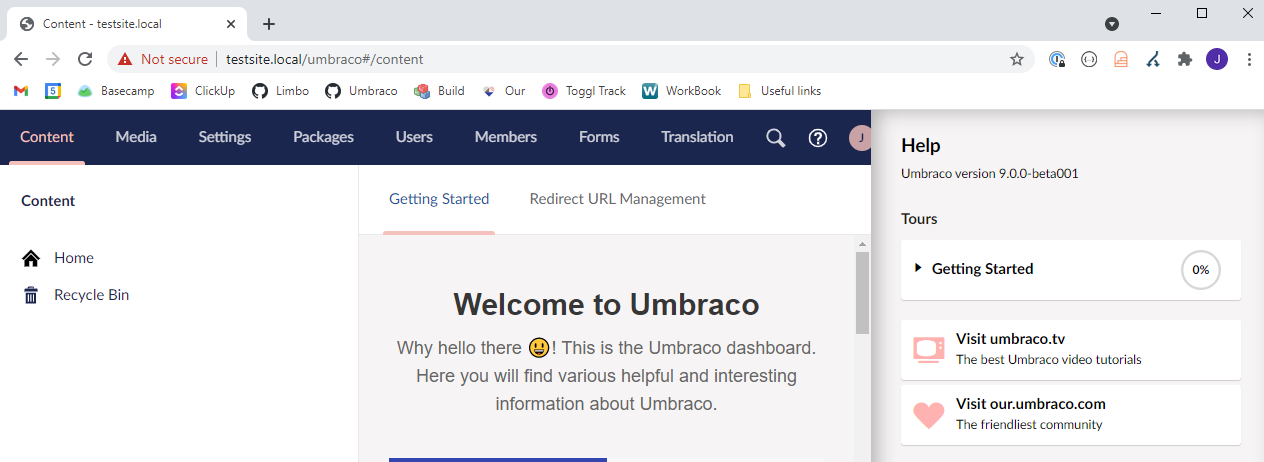 Content - testsite.local
Not secure testsite.local/umbraco#/content
J
5 Basecamp ClickUp Limbo Umbraco Build Our Toggl Track W WorkBook Useful links
Content Media Settings Packages Users Members Forms Translation J
Content
Home
Recycle Bin
Getting Started Redirect URL Management
Welcome to Umbraco
Why hello there 😃! This is the Umbraco dashboard.
Here you will find various helpful and interesting
information about Umbraco.
Help
Umbraco version 9.0.0-beta001
Tours
Getting Started 0%
Visit umbraco.tv
The best Umbraco video tutorials
Visit our.umbraco.com
The friendliest community